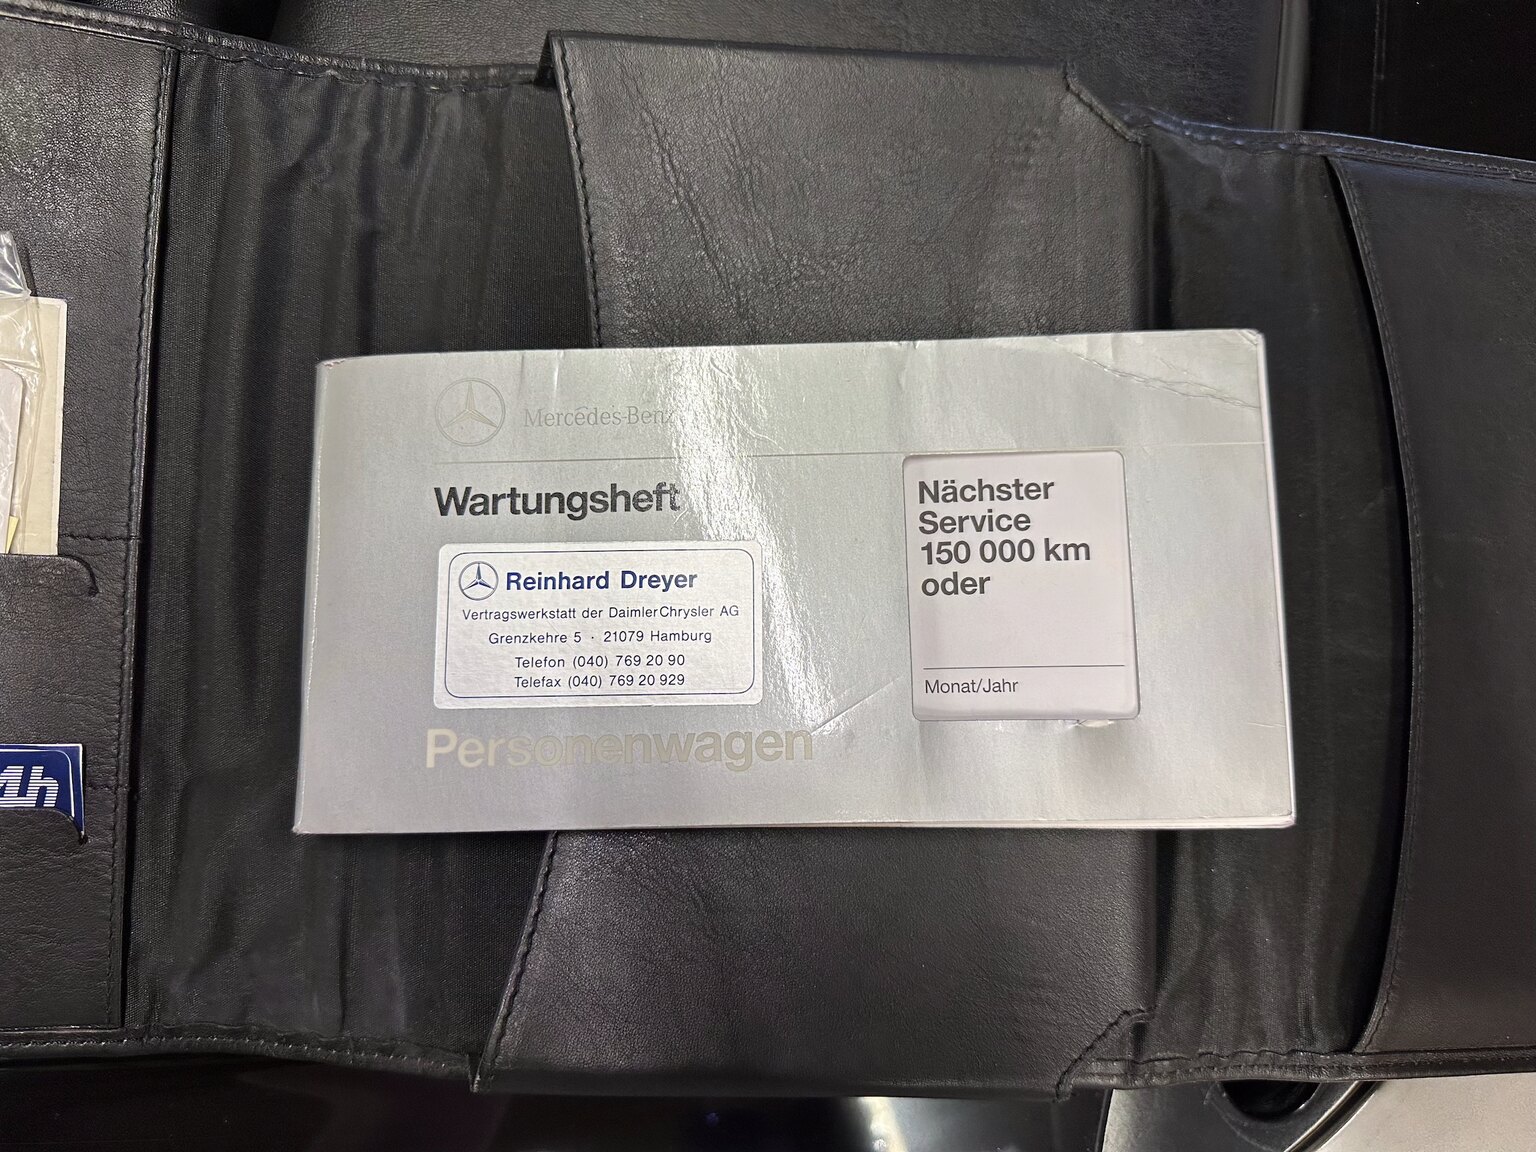 Mercedes-Benz
Wartungsheft
Reinhard Dreyer
Vertragswerkstatt der DaimlerChrysler AG
Grenzkehre 5 · 21079 Hamburg
Telefon (040) 769 20 90
Telefax (040) 769 20 929
Personenwagen
Nächster
Service
150 000 km
oder
Monat/Jahr